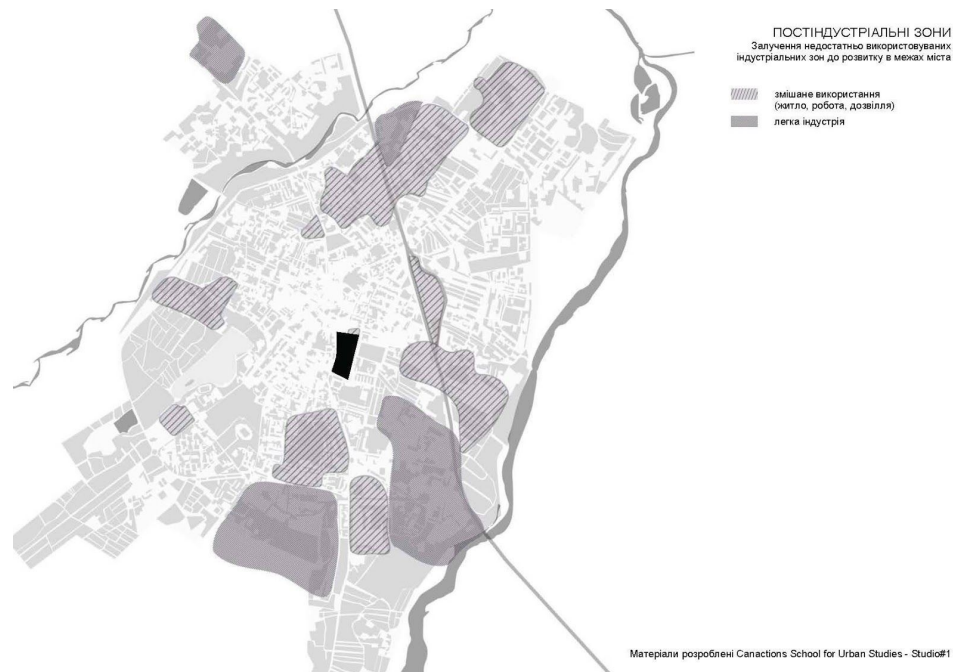 ПОСТІНДУСТРІАЛЬНІ ЗОНИ
Залучення недостатньо використовуваних
індустріальних зон до розвитку в межах міста
змішане використання
(житло, робота, дозвілля)
легка індустрія
Матеріали розроблені Canactions School for Urban Studies - Studio#1